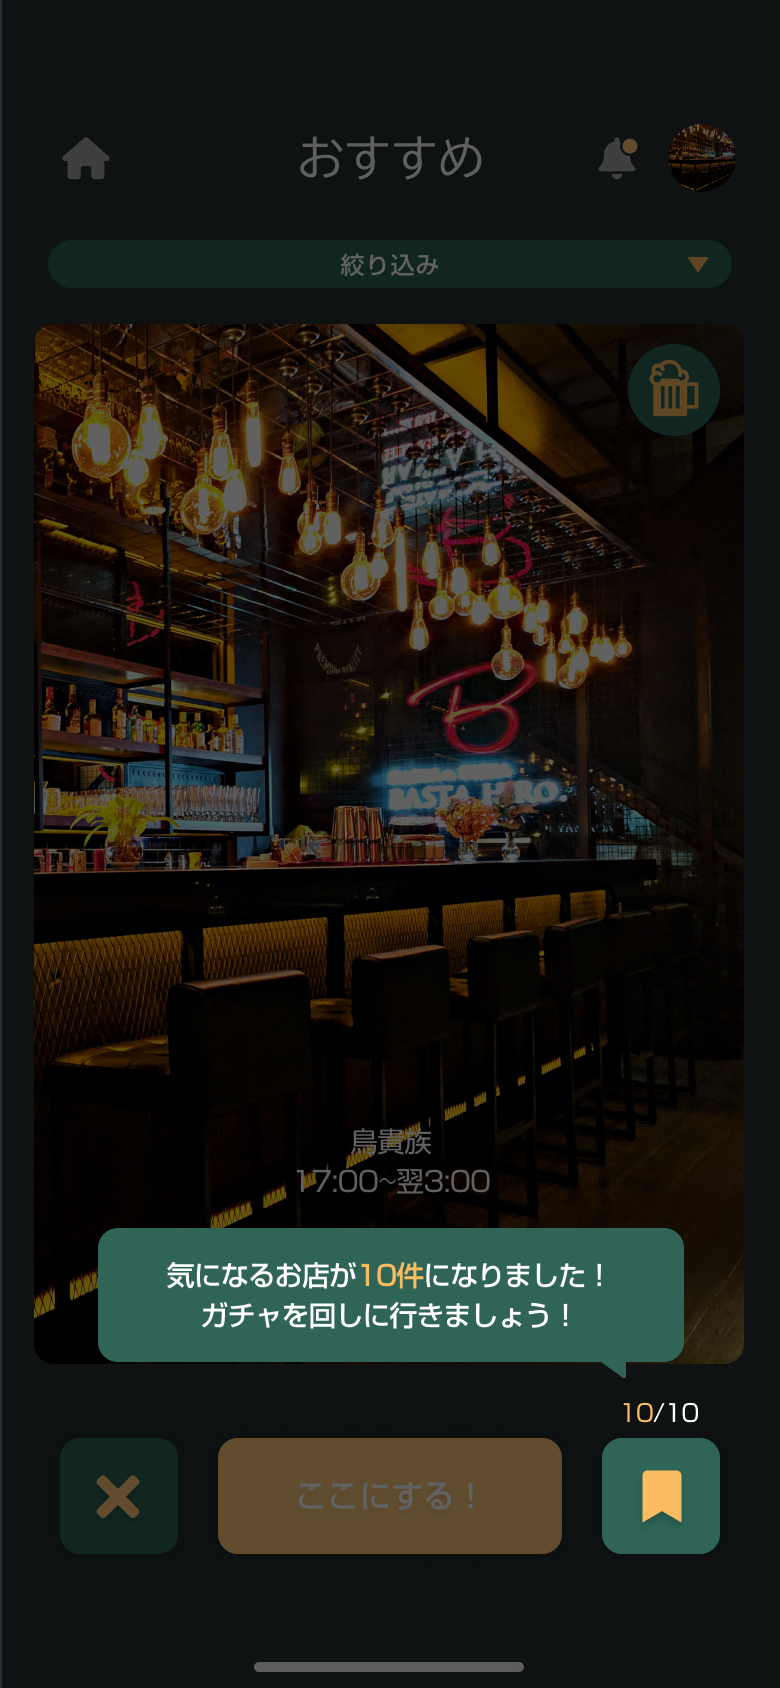 おすすめ
絞り込み
B
BASTA HIRO.
鳥貴族
17:00~翌3:00
気になるお店が10件になりました！
ガチャを回しに行きましょう！
10/10
ここにする！